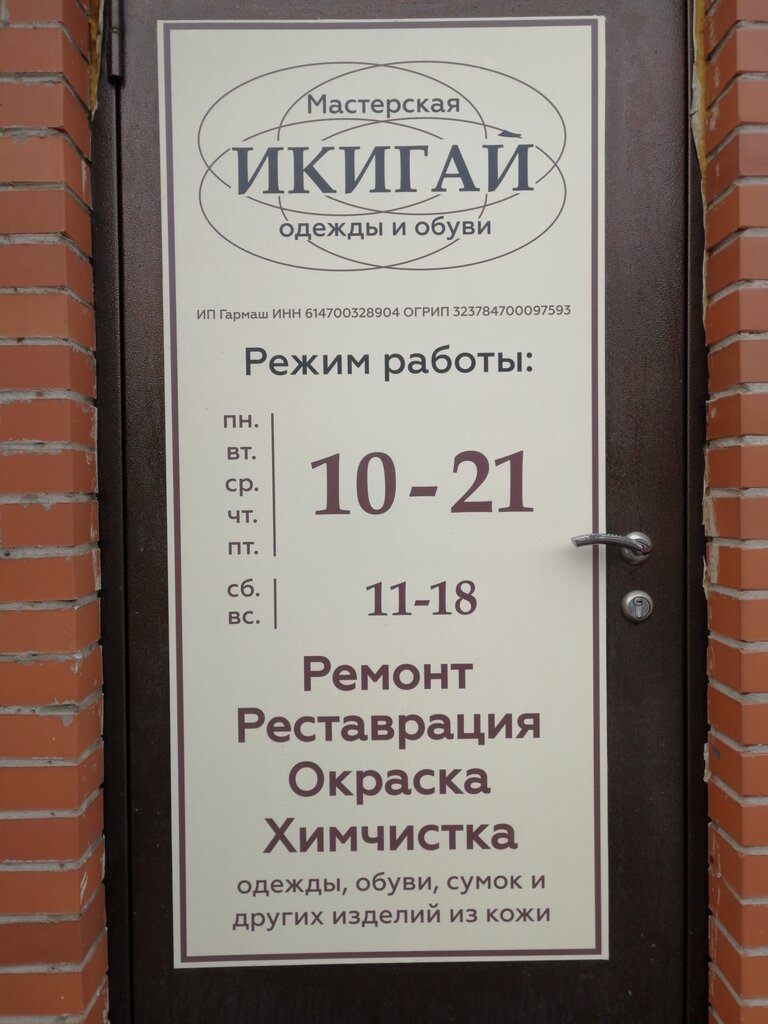 Мастерская
ИКИГАЙ
одежды и обуви
ИП Гармаш ИНН 614700328904 ОГРИП 323784700097593
Режим работы:
пн.
вт.
ср.
чт.
пт.
10-21
сб.
вс.
11-18
Ремонт
Реставрация
Окраска
Химчистка
одежды, обуви, сумок и
других изделий из кожи